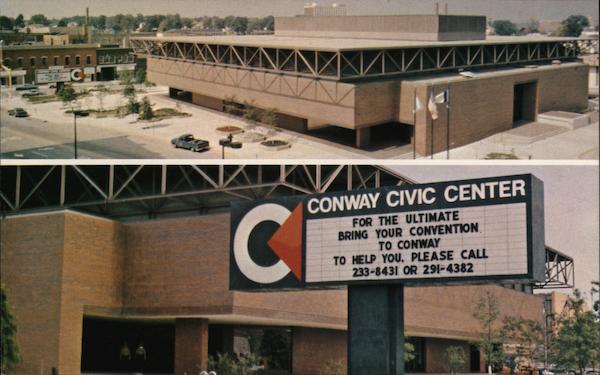 CONWAY CIVIC CENTER
FOR THE ULTIMATE
BRING YOUR CONVENTION
TO CONWAY
TO HELP YOU, PLEASE CALL
233-8431 OR 291-4382